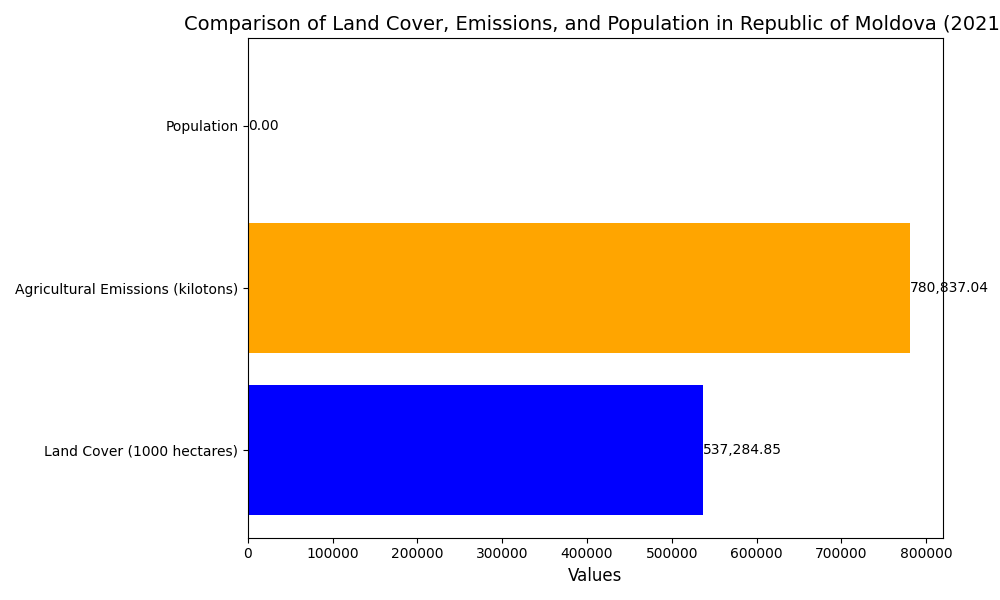 Comparison of Land Cover, Emissions, and Population in Republic of Moldova (2021
Population
0.00
Agricultural Emissions (kilotons)
780,837.04
Land Cover (1000 hectares)
537,284.85
0 100000 200000 300000 400000 500000 600000 700000 800000
Values